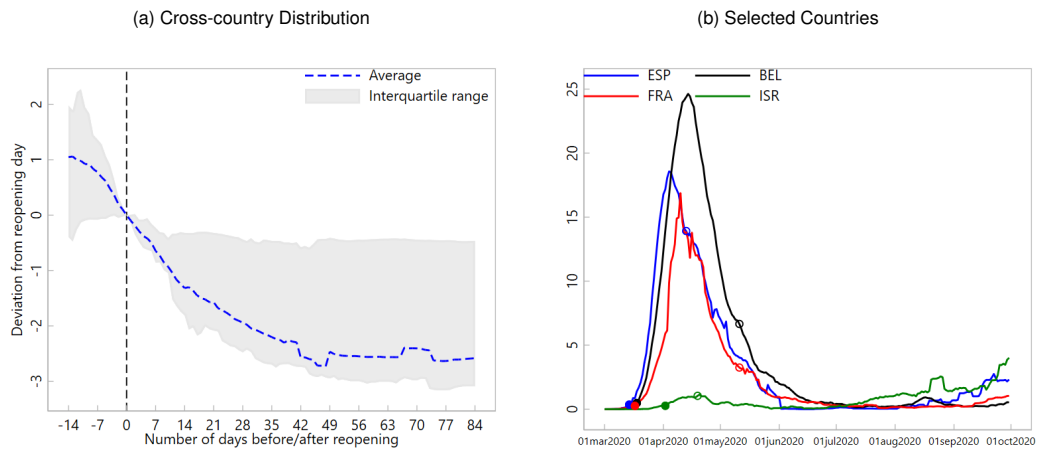 (a) Cross-country Distribution
Average
Interquartile range
Deviation from reopening day
2
1
0
-1
-2
-3
-14 -7 0 7 14 21 28 35 42 49 56 63 70 77 84
Number of days before/after reopening
(b) Selected Countries
ESP BEL
FRA ISR
25
20
15
10
5
0
01mar2020 01apr2020 01may2020 01jun2020 01jul2020 01aug2020 01sep2020 01oct2020